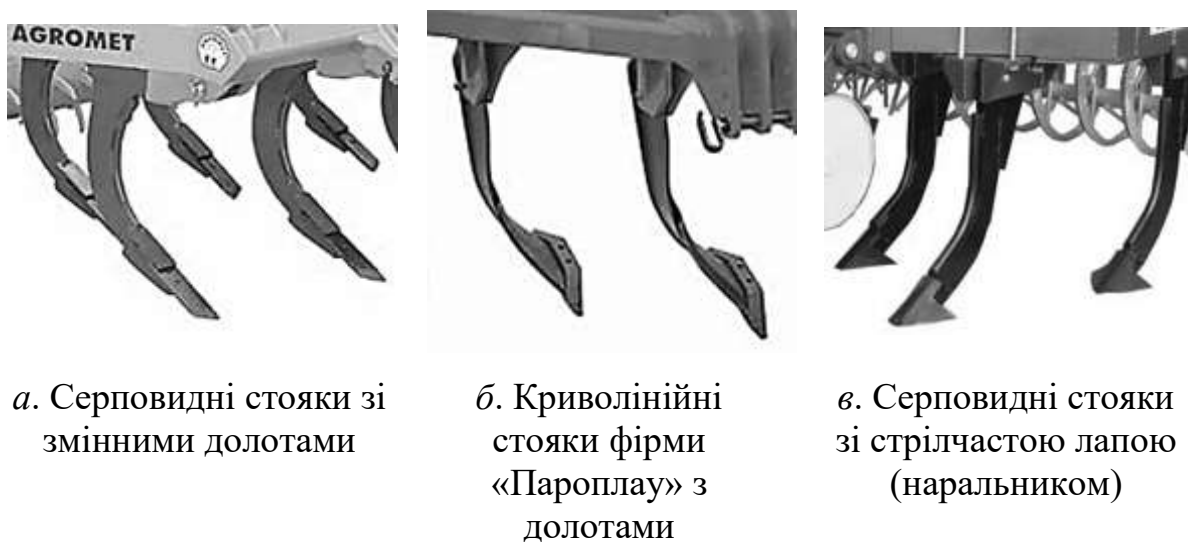 AGROMET
а. Серповидні стояки зі
змінними долотами
б. Криволінійні
стояки фірми
«Пароплау» з
долотами
в. Серповидні стояки
зі стрілчастою лапою
(наральником)